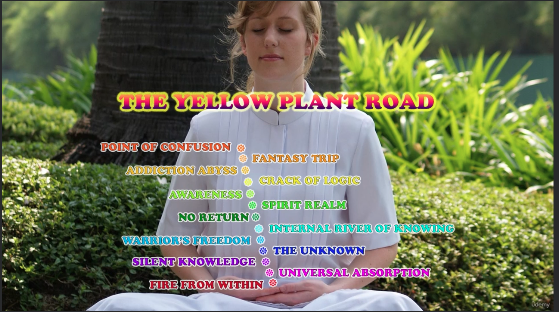 THE YELLOW PLANT ROAD
POINT OF CONFUSION
FANTASY TRIP
ADDICTION ABYSS
CRACK OF LOGIC
AWARENESS
SPIRIT REALM
NO RETURN
INTERNAL RIVER OF KNOWING
WARRIOR'S FREEDOM
THE UNKNOWN
SILENT KNOWLEDGE
UNIVERSAL ABSORPTION
FIRE FROM WITHIN
udemy